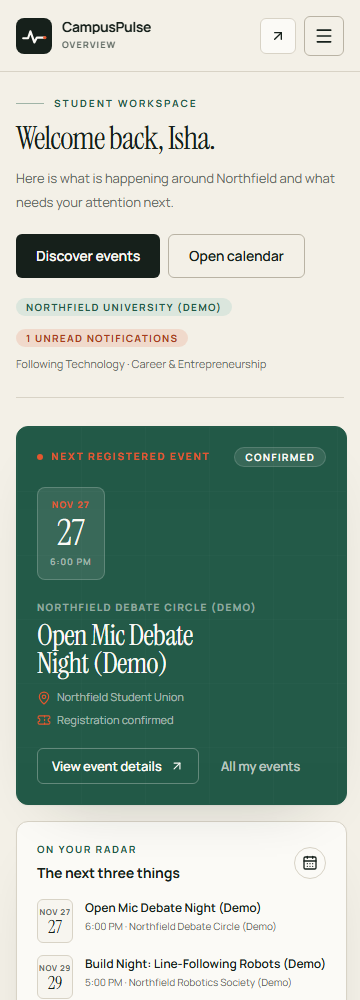 CampusPulse
OVERVIEW
STUDENT WORKSPACE
Welcome back, Isha.
Here is what is happening around Northfield and what
needs your attention next.
Discover events
Open calendar
NORTHFIELD UNIVERSITY (DEMO)
1 UNREAD NOTIFICATIONS
Following Technology · Career & Entrepreneurship
NEXT REGISTERED EVENT
CONFIRMED
NOV 27
27
6:00 PM
NORTHFIELD DEBATE CIRCLE (DEMO)
Open Mic Debate
Night (Demo)
Northfield Student Union
Registration confirmed
View event details
All my events
ON YOUR RADAR
The next three things
NOV 27
27
Open Mic Debate Night (Demo)
6:00 PM · Northfield Debate Circle (Demo)
NOV 29
29
Build Night: Line-Following Robots (Demo)
5:00 PM · Northfield Robotics Society (Demo)